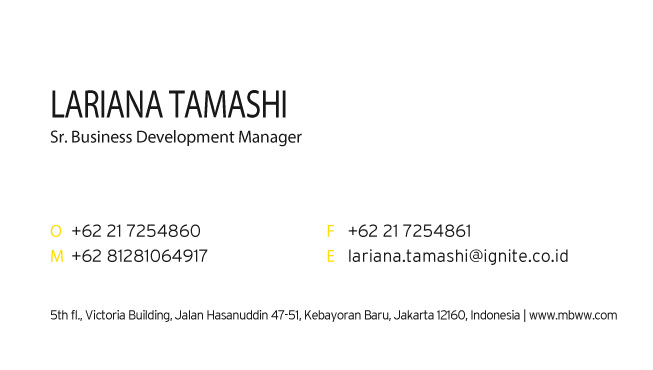 LARIANA TAMASHI
Sr. Business Development Manager
O +62 21 7254860 F +62 21 7254861
M +62 81281064917 E lariana.tamashi@ignite.co.id
5th fl., Victoria Building, Jalan Hasanuddin 47-51, Kebayoran Baru, Jakarta 12160, Indonesia | www.mbww.com